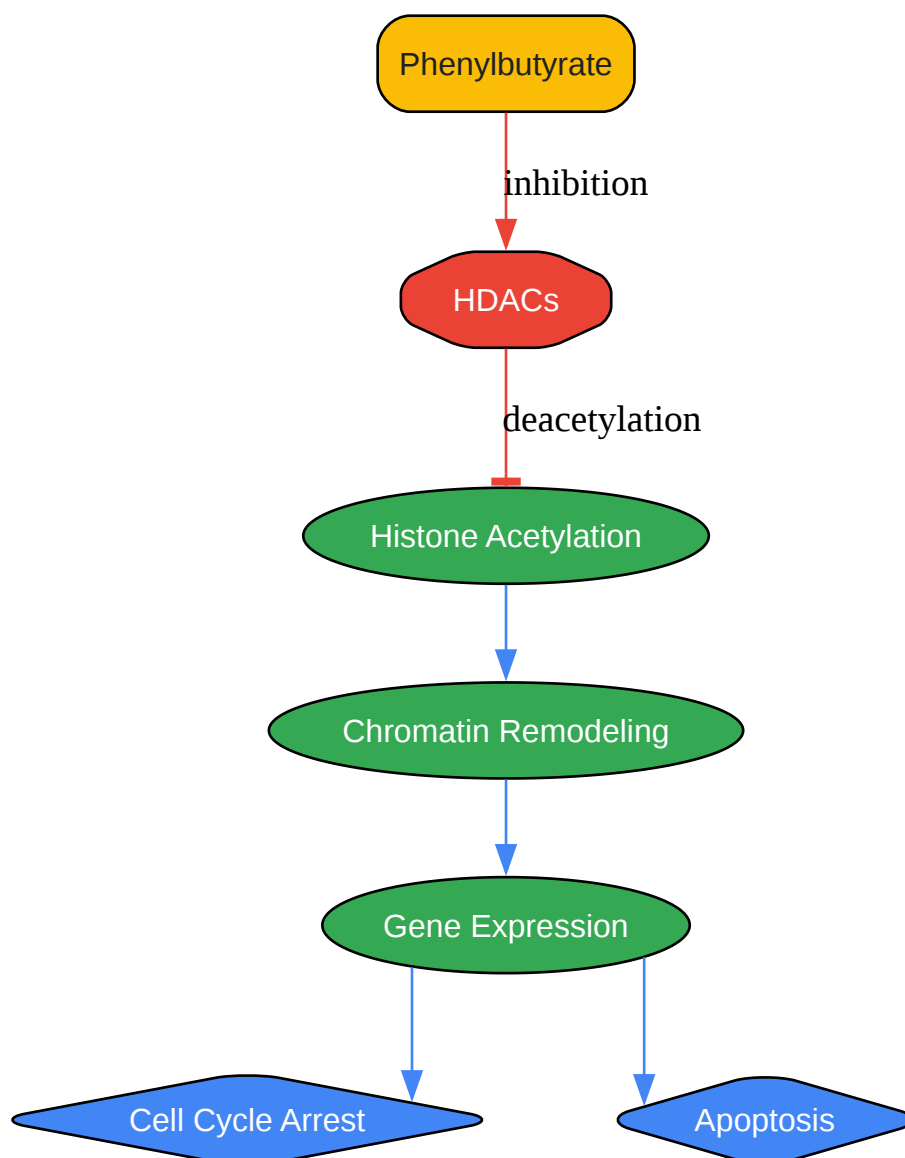 Phenylbutyrate
inhibition
HDACs
deacetylation
Histone Acetylation
Chromatin Remodeling
Gene Expression
Cell Cycle Arrest
Apoptosis